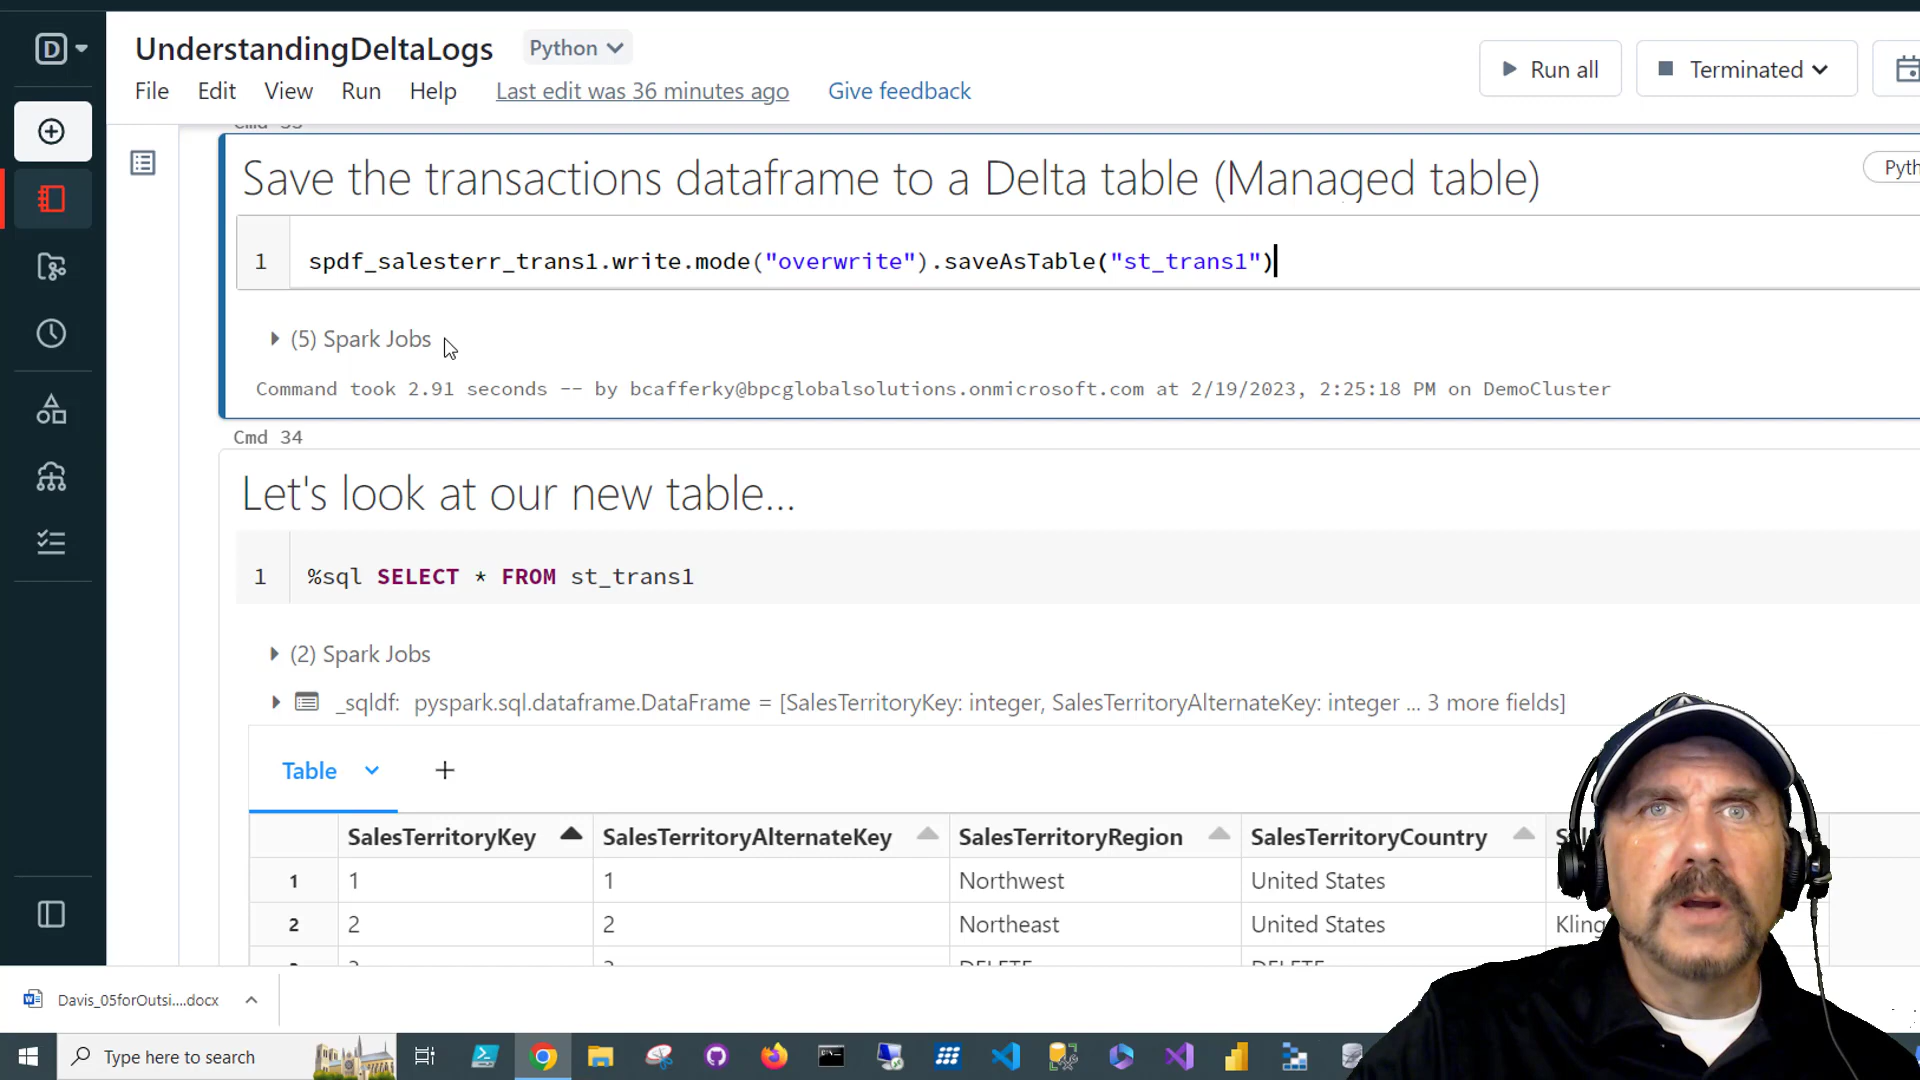 UnderstandingDeltaLogs
Python
File Edit View Run Help Last edit was 36 minutes ago Give feedback
Run all
Terminated
Save the transactions dataframe to a Delta table (Managed table)
1 spdf_salesterr_trans1.write.mode("overwrite").saveAsTable("st_trans1")
(5) Spark Jobs
Command took 2.91 seconds -- by bcafferky@bpcglobalsolutions.onmicrosoft.com at 2/19/2023, 2:25:18 PM on DemoCluster
Cmd 34
Let's look at our new table...
1 %sql SELECT * FROM st_trans1
(2) Spark Jobs
_sqldf: pyspark.sql.dataframe.DataFrame = [SalesTerritoryKey: integer, SalesTerritoryAlternateKey: integer ... 3 more fields]
Table +
SalesTerritoryKey SalesTerritoryAlternateKey SalesTerritoryRegion SalesTerritoryCountry
1 1 1 Northwest United States
2 2 2 Northeast United States Kling
Davis_05forOutsi....docx
Type here to search